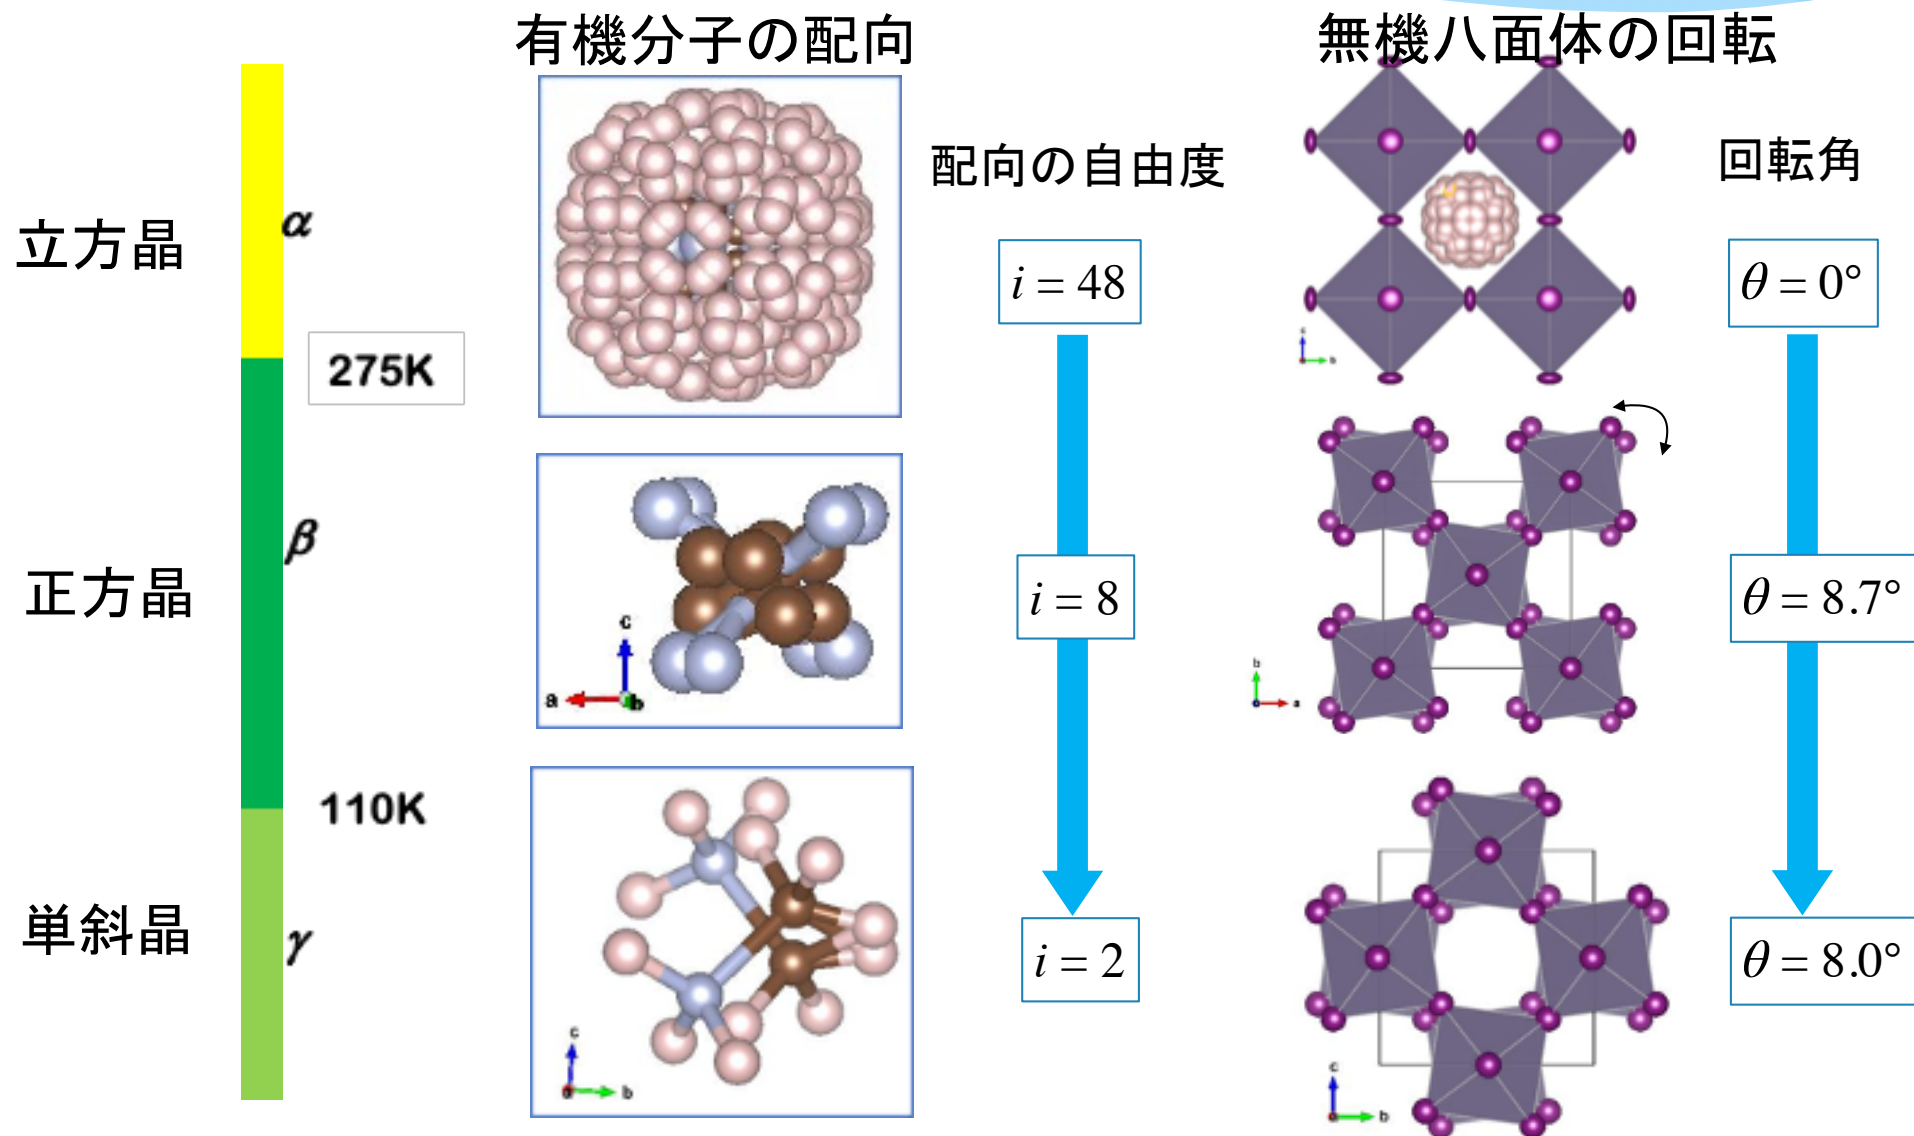 有機分子の配向
無機八面体の回転
配向の自由度
回転角
立方晶
α
i = 48
θ = 0°
c
b
275K
正方晶
β
i = 8
θ = 8.7°
c
a
b
b
a
110K
単斜晶
γ
i = 2
θ = 8.0°
c
b
c
b